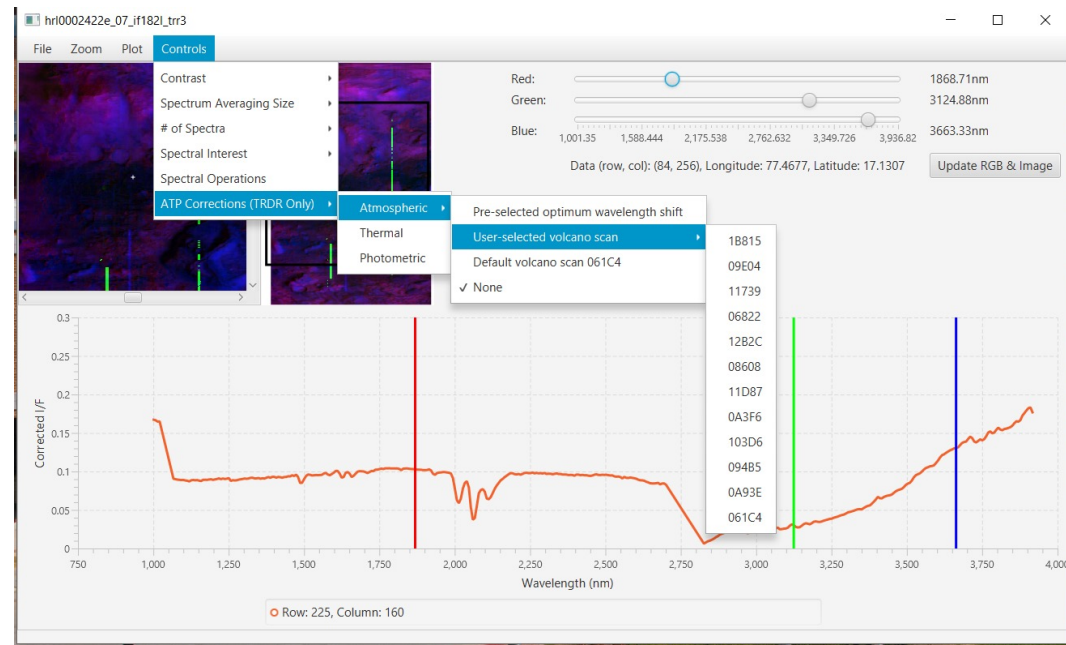 hrl0002422e_07_if182l_trr3
File Zoom Plot Controls
Contrast
Spectrum Averaging Size
# of Spectra
Spectral Interest
Spectral Operations
ATP Corrections (TRDR Only)
Atmospheric
Thermal
Photometric
Pre-selected optimum wavelength shift
User-selected volcano scan
Default volcano scan 061C4
✓ None
1B815
09E04
11739
06822
12B2C
08608
11D87
0A3F6
103D6
094B5
0A93E
061C4
Red: 1868.71nm
Green: 3124.88nm
Blue: 3663.33nm
1,001.35 1,588.444 2,175.538 2,762.632 3,349.726 3,936.82
Data (row, col): (84, 256), Longitude: 77.4677, Latitude: 17.1307
Update RGB & Image
Corrected I/F
0.3
0.25
0.2
0.15
0.1
0.05
0
750 1,000 1,250 1,500 1,750 2,000 2,250 2,500 2,750 3,000 3,250 3,500 3,750 4,000
Wavelength (nm)
Row: 225, Column: 160